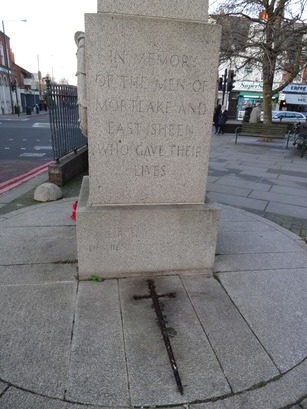 IN MEMORY
OF THE MEN OF
MORTLAKE AND
EAST SHEEN
WHO GAVE THEIR
LIVES